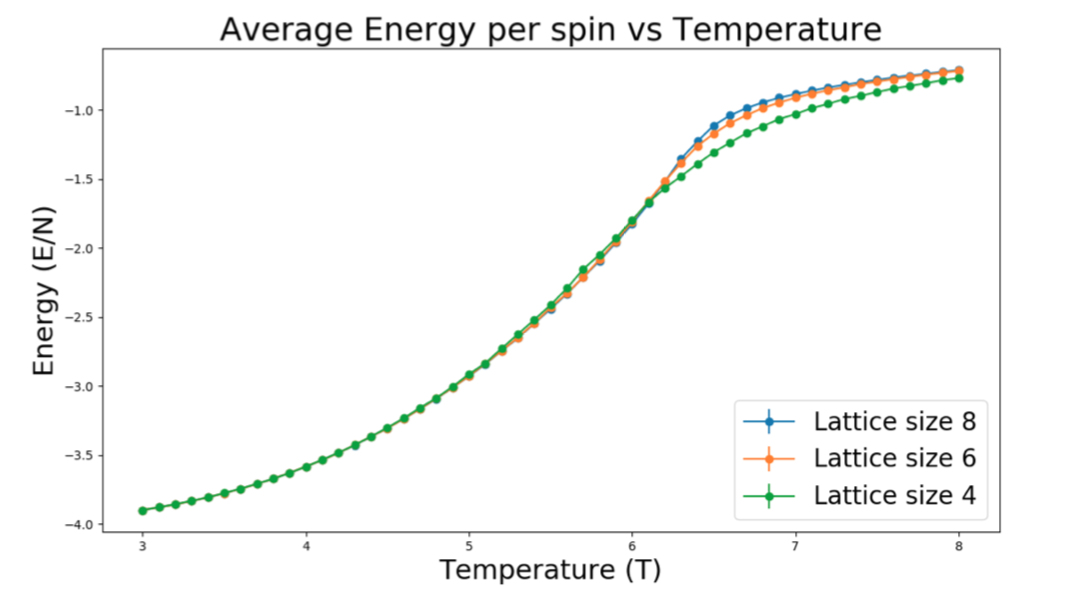 Average Energy per spin vs Temperature
Energy (E/N)
−1.0
−1.5
−2.0
−2.5
−3.0
−3.5
−4.0
Lattice size 8
Lattice size 6
Lattice size 4
3 4 5 6 7 8
Temperature (T)